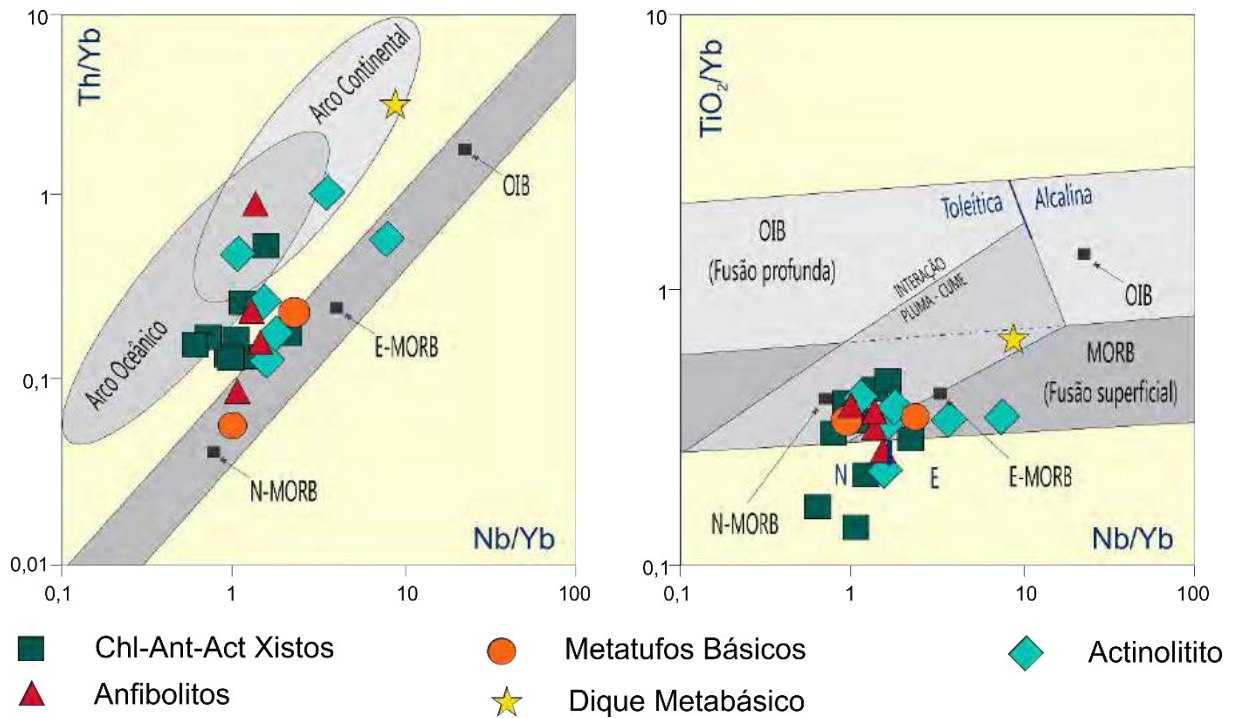 10
1
0,1
0,01
0,1
1
10
100
Th/Yb
Nb/Yb
Arco Continental
Arco Oceânico
OIB
E-MORB
N-MORB
10
1
0,1
0,1
1
10
100
TiO₂/Yb
Nb/Yb
Toleítica
Alcalina
OIB
(Fusão profunda)
INTERAÇÃO
PLUMA - CUME
OIB
MORB
(Fusão superficial)
N
E
E-MORB
N-MORB
Chl-Ant-Act Xistos
Metatufos Básicos
Actinolitito
Anfibolitos
Dique Metabásico